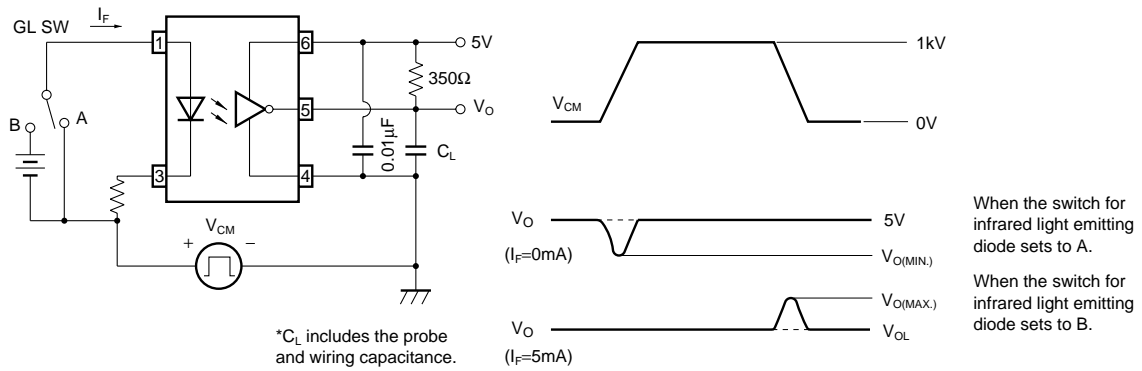 GL SW
I_F
1
6
5V
350Ω
5
V_O
B
A
0.01μF
C_L
3
4
V_CM
+
−
*C_L includes the probe
and wiring capacitance.
1kV
V_CM
0V
V_O
5V
(I_F=0mA)
V_O(MIN.)
When the switch for
infrared light emitting
diode sets to A.
V_O(MAX.)
V_O
V_OL
(I_F=5mA)
When the switch for
infrared light emitting
diode sets to B.